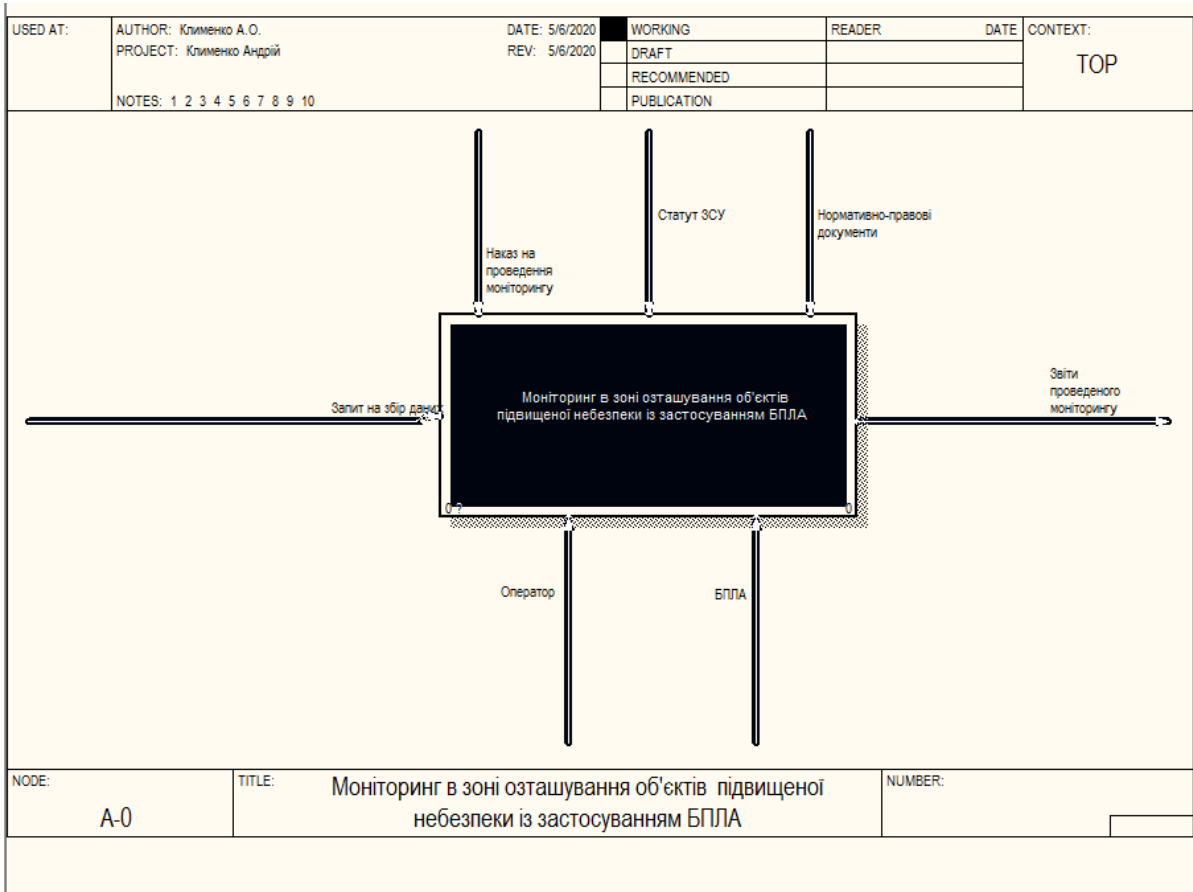 USED AT:
AUTHOR: Клименко А.О.
DATE: 5/6/2020
PROJECT: Клименко Андрій
REV: 5/6/2020
NOTES: 1 2 3 4 5 6 7 8 9 10
WORKING
DRAFT
RECOMMENDED
PUBLICATION
READER DATE
CONTEXT:
TOP
Наказ на
проведення
моніторингу
Статут ЗСУ
Нормативно-правові
документи
Запит на збір даних
Моніторинг в зоні озташування об'єктів
підвищеної небезпеки із застосуванням БПЛА
0 ?
0
Звіти
проведеного
моніторингу
Оператор
БПЛА
NODE:
A-0
TITLE:
Моніторинг в зоні озташування об'єктів підвищеної
небезпеки із застосуванням БПЛА
NUMBER: